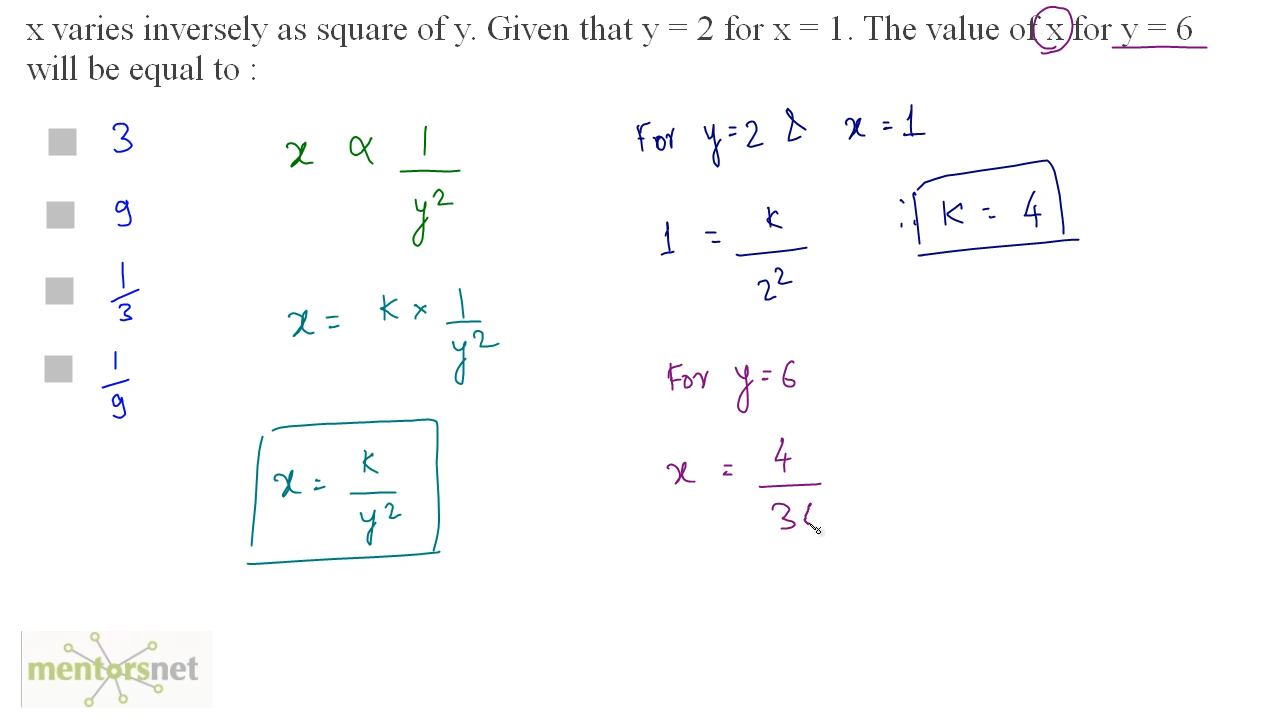 x varies inversely as square of y. Given that y = 2 for x = 1. The value of x for y = 6
will be equal to :
3
9
1/3
1/9
x ∝ 1/y²
x = K × 1/y²
x = K/y²
For y=2 & x=1
1 = K/2²
∴ K = 4
For y=6
x = 4/3
mentorsnet